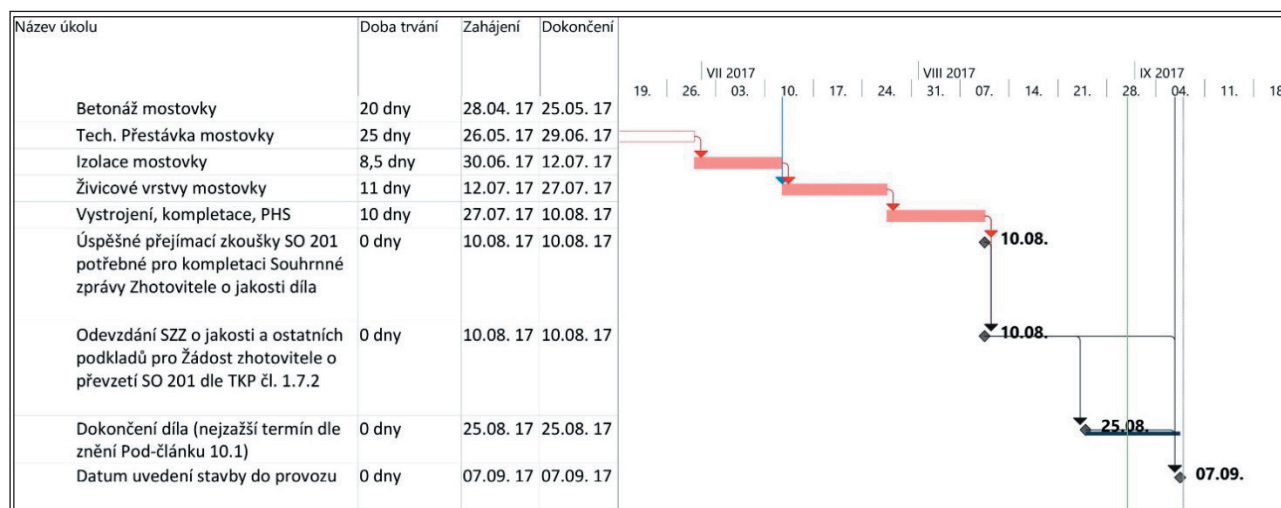 Název úkolu Doba trvání Zahájení Dokončení
VII 2017 VIII 2017 IX 2017
19. 26. 03. 10. 17. 24. 31. 07. 14. 21. 28. 04. 11. 18
Betonáž mostovky 20 dny 28.04. 17 25.05. 17
Tech. Přestávka mostovky 25 dny 26.05. 17 29.06. 17
Izolace mostovky 8,5 dny 30.06. 17 12.07. 17
Živicové vrstvy mostovky 11 dny 12.07. 17 27.07. 17
Vystrojení, kompletace, PHS 10 dny 27.07. 17 10.08. 17
Úspěšné přejímací zkoušky SO 201 0 dny 10.08. 17 10.08. 17 10.08.
potřebné pro kompletaci Souhrnné
zprávy Zhotovitele o jakosti díla
Odevzdání SZZ o jakosti a ostatních 0 dny 10.08. 17 10.08. 17 10.08.
podkladů pro Žádost zhotovitele o
převzetí SO 201 dle TKP čl. 1.7.2
Dokončení díla (nejzažší termín dle 0 dny 25.08. 17 25.08. 17 25.08.
znění Pod-článku 10.1)
Datum uvedení stavby do provozu 0 dny 07.09. 17 07.09. 17 07.09.